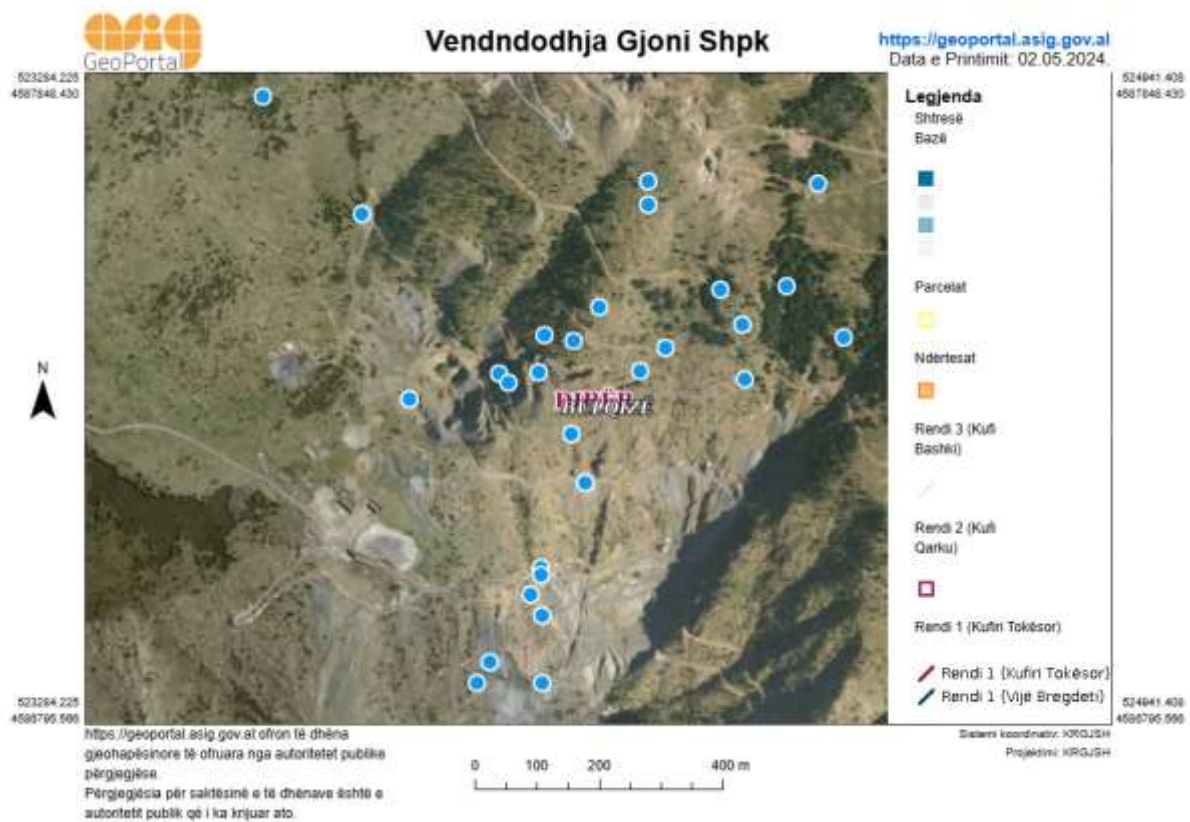 asig
GeoPortal
Vendndodhja Gjoni Shpk
https://geoportal.asig.gov.al
Data e Printimit: 02.05.2024.
523284.225
4587848.430
524941.408
4587848.430
Legjenda
Shtresë
Bazë
Parcelat
Ndërtesat
Rendi 3 (Kufi
Bashki)
Rendi 2 (Kufi
Qarku)
Rendi 1 (Kufiri Tokësor)
Rendi 1 (Kufiri Tokësor)
Rendi 1 (Vijë Bregdeti)
N
DIBËR
BULQIZË
523284.225
4586795.566
524941.408
4586795.566
https://geoportal.asig.gov.al ofron të dhëna
gjeohapësinore të ofruara nga autoritetet publike
përgjegjëse.
Përgjegjësia për saktësinë e të dhënave është e
autoritetit publik që i ka krijuar ato.
0 100 200 400 m
Sistemi koordinativ: KRGJSH
Projektimi: KRGJSH